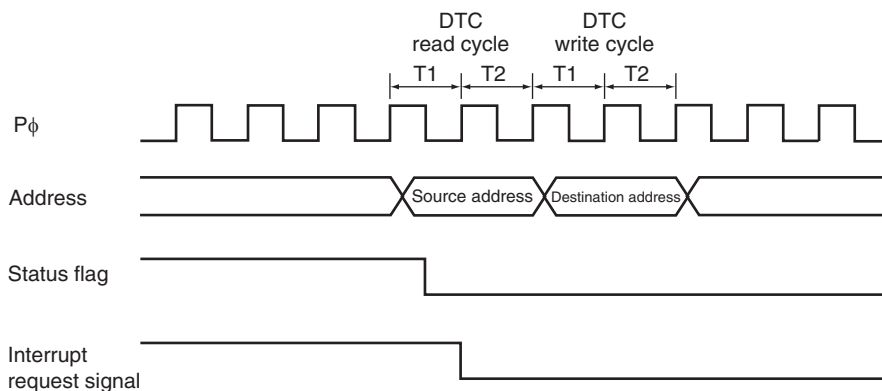 DTC
read cycle
DTC
write cycle
T1
T2
T1
T2
Pϕ
Address
Source address
Destination address
Status flag
Interrupt
request signal